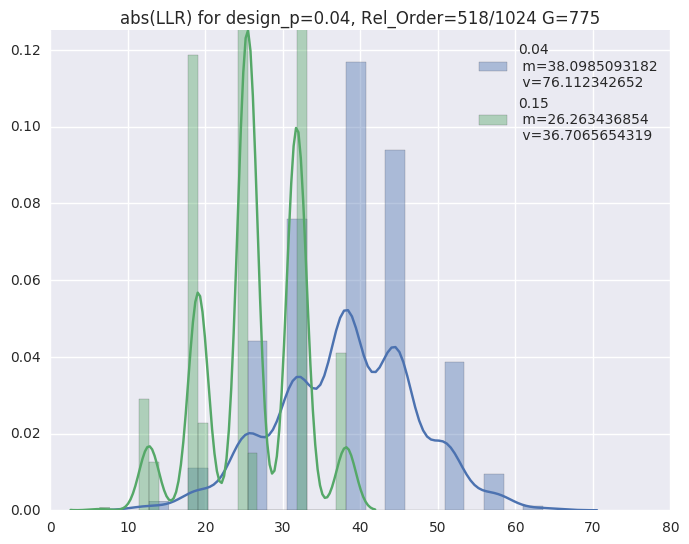 abs(LLR) for design_p=0.04, Rel_Order=518/1024 G=775
0.04
m=38.0985093182
v=76.112342652
0.15
m=26.263436854
v=36.7065654319
0.12
0.10
0.08
0.06
0.04
0.02
0.00
0 10 20 30 40 50 60 70 80